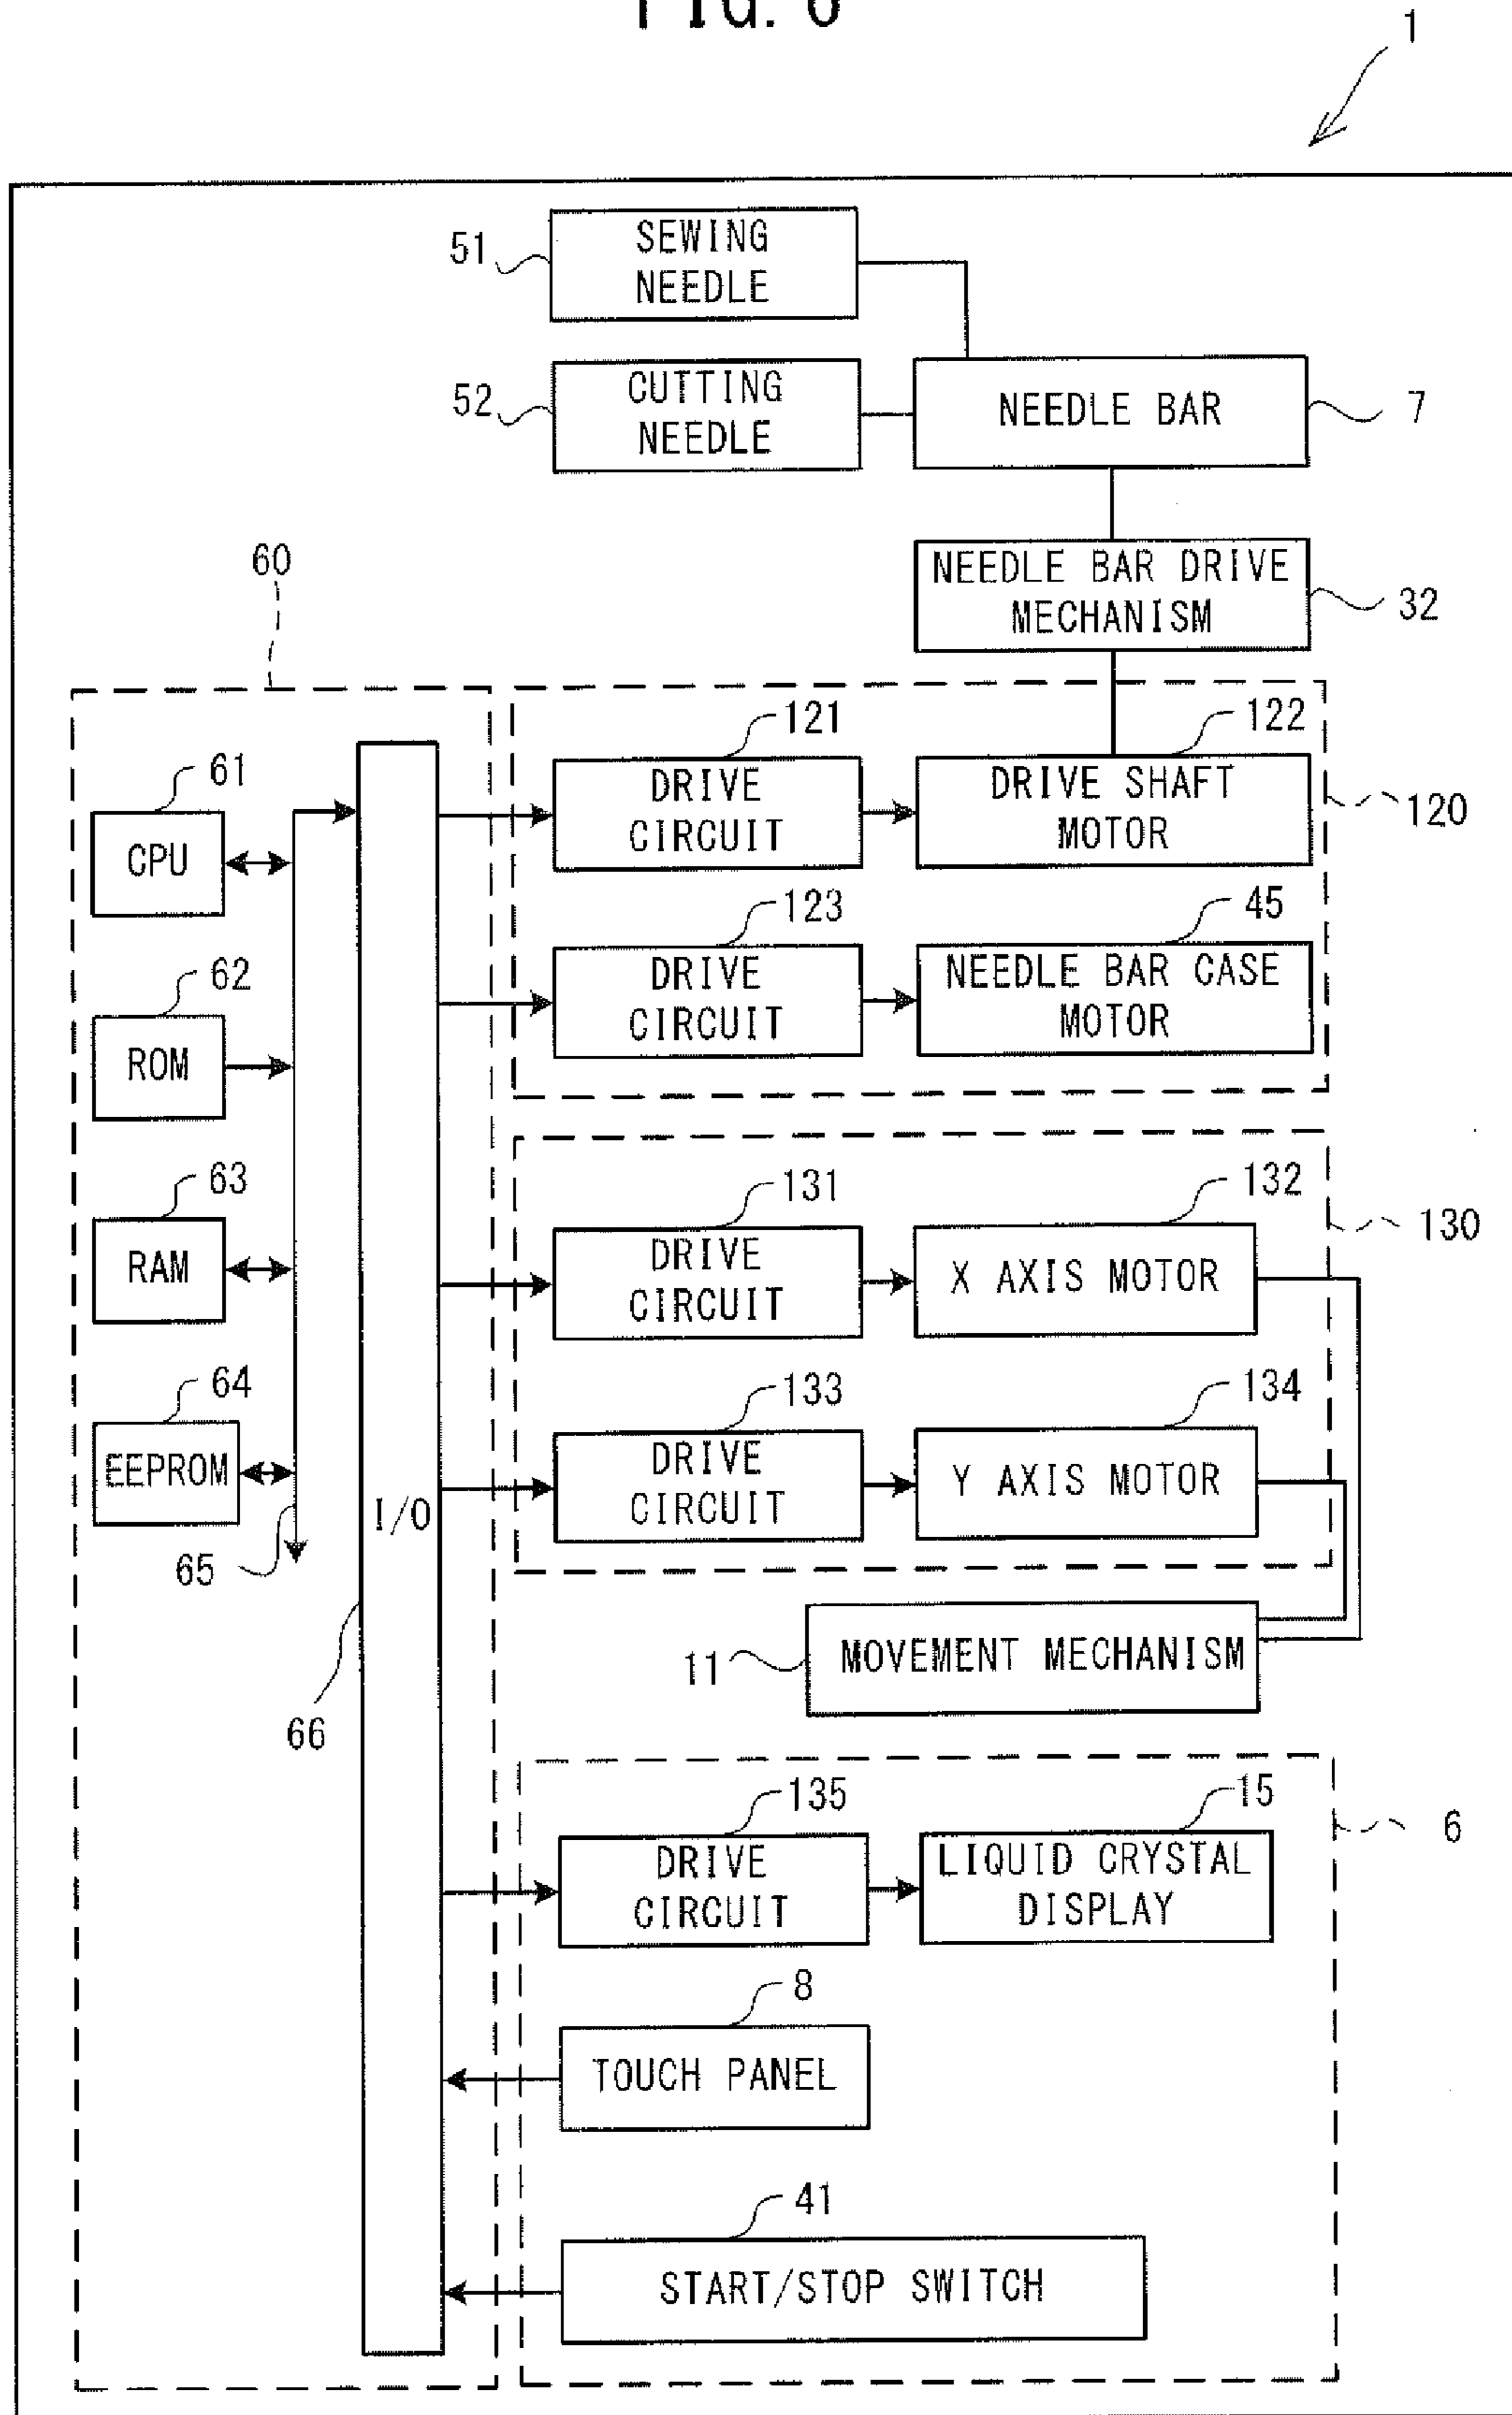 FIG. 6
1
51
SEWING
NEEDLE
52
CUTTING
NEEDLE
NEEDLE BAR
7
NEEDLE BAR DRIVE
MECHANISM
32
60
121
122
61
CPU
DRIVE
CIRCUIT
DRIVE SHAFT
MOTOR
120
123
45
62
ROM
DRIVE
CIRCUIT
NEEDLE BAR CASE
MOTOR
63
RAM
131
132
130
DRIVE
CIRCUIT
X AXIS MOTOR
64
EEPROM
133
134
DRIVE
CIRCUIT
Y AXIS MOTOR
I/O
65
11
MOVEMENT MECHANISM
66
135
15
6
DRIVE
CIRCUIT
LIQUID CRYSTAL
DISPLAY
8
TOUCH PANEL
41
START/STOP SWITCH